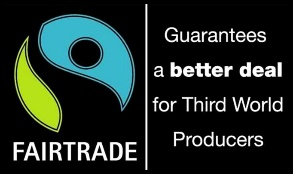 FAIRTRADE
Guarantees
a better deal
for Third World
Producers